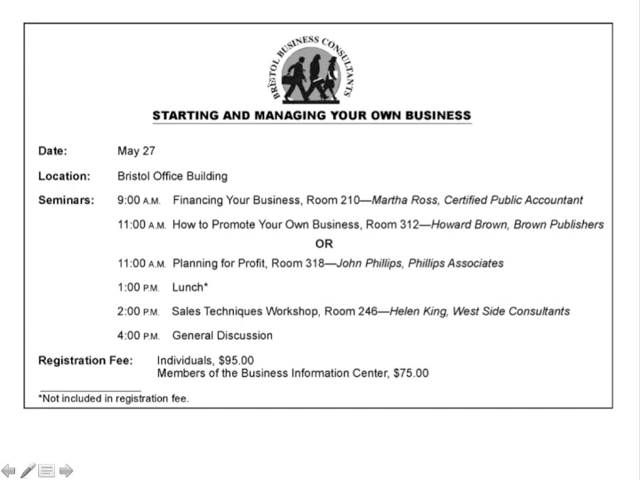 BRISTOL BUSINESS CONSULTANTS
STARTING AND MANAGING YOUR OWN BUSINESS
Date: May 27
Location: Bristol Office Building
Seminars: 9:00 A.M. Financing Your Business, Room 210—Martha Ross, Certified Public Accountant
11:00 A.M. How to Promote Your Own Business, Room 312—Howard Brown, Brown Publishers
OR
11:00 A.M. Planning for Profit, Room 318—John Phillips, Phillips Associates
1:00 P.M. Lunch*
2:00 P.M. Sales Techniques Workshop, Room 246—Helen King, West Side Consultants
4:00 P.M. General Discussion
Registration Fee: Individuals, $95.00
Members of the Business Information Center, $75.00
*Not included in registration fee.